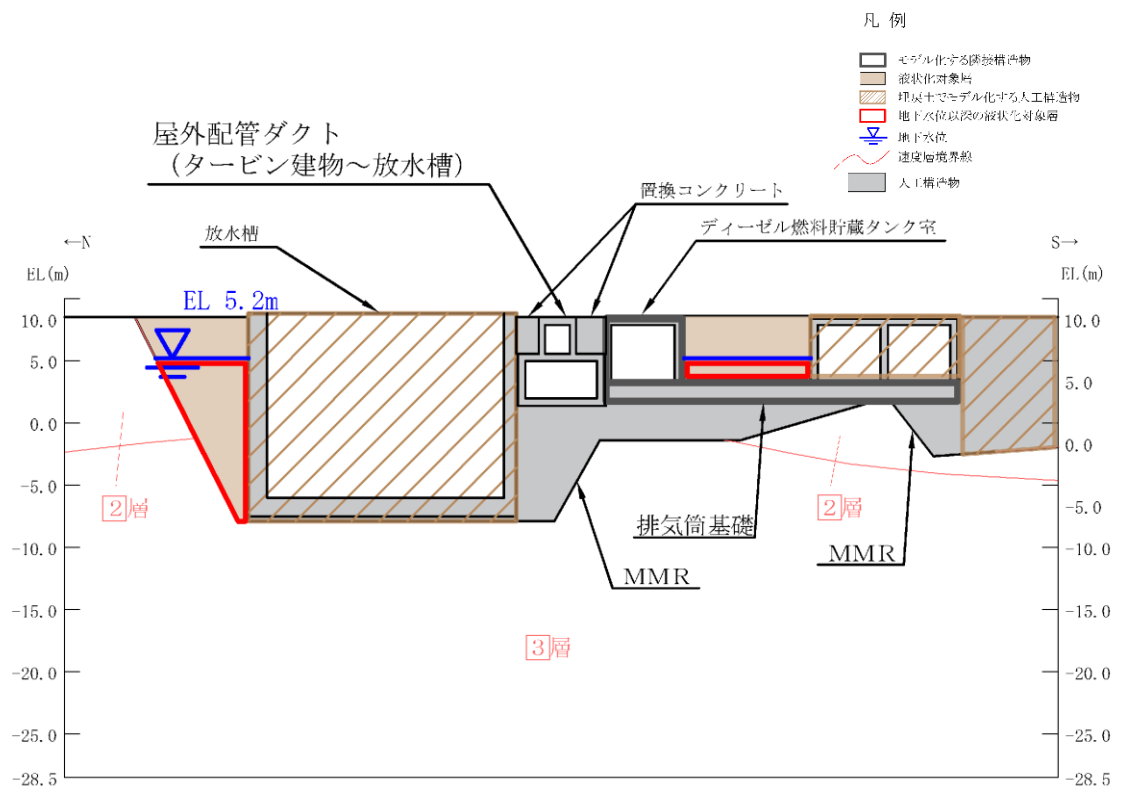 凡 例
モデル化する隣接構造物
液状化対象層
埋戻土でモデル化する人工構造物
地下水位以深の液状化対象層
地下水位
速度層境界線
人工構造物
屋外配管ダクト
（タービン建物～放水槽）
置換コンクリート
放水槽
ディーゼル燃料貯蔵タンク室
←N
S→
EL(m)
EL(m)
EL 5.2m
10.0
10.0
5.0
5.0
0.0
0.0
-5.0
-5.0
-10.0
-10.0
-15.0
-15.0
-20.0
-20.0
-25.0
-25.0
-28.5
-28.5
2層
2層
排気筒基礎
MMR
MMR
3層